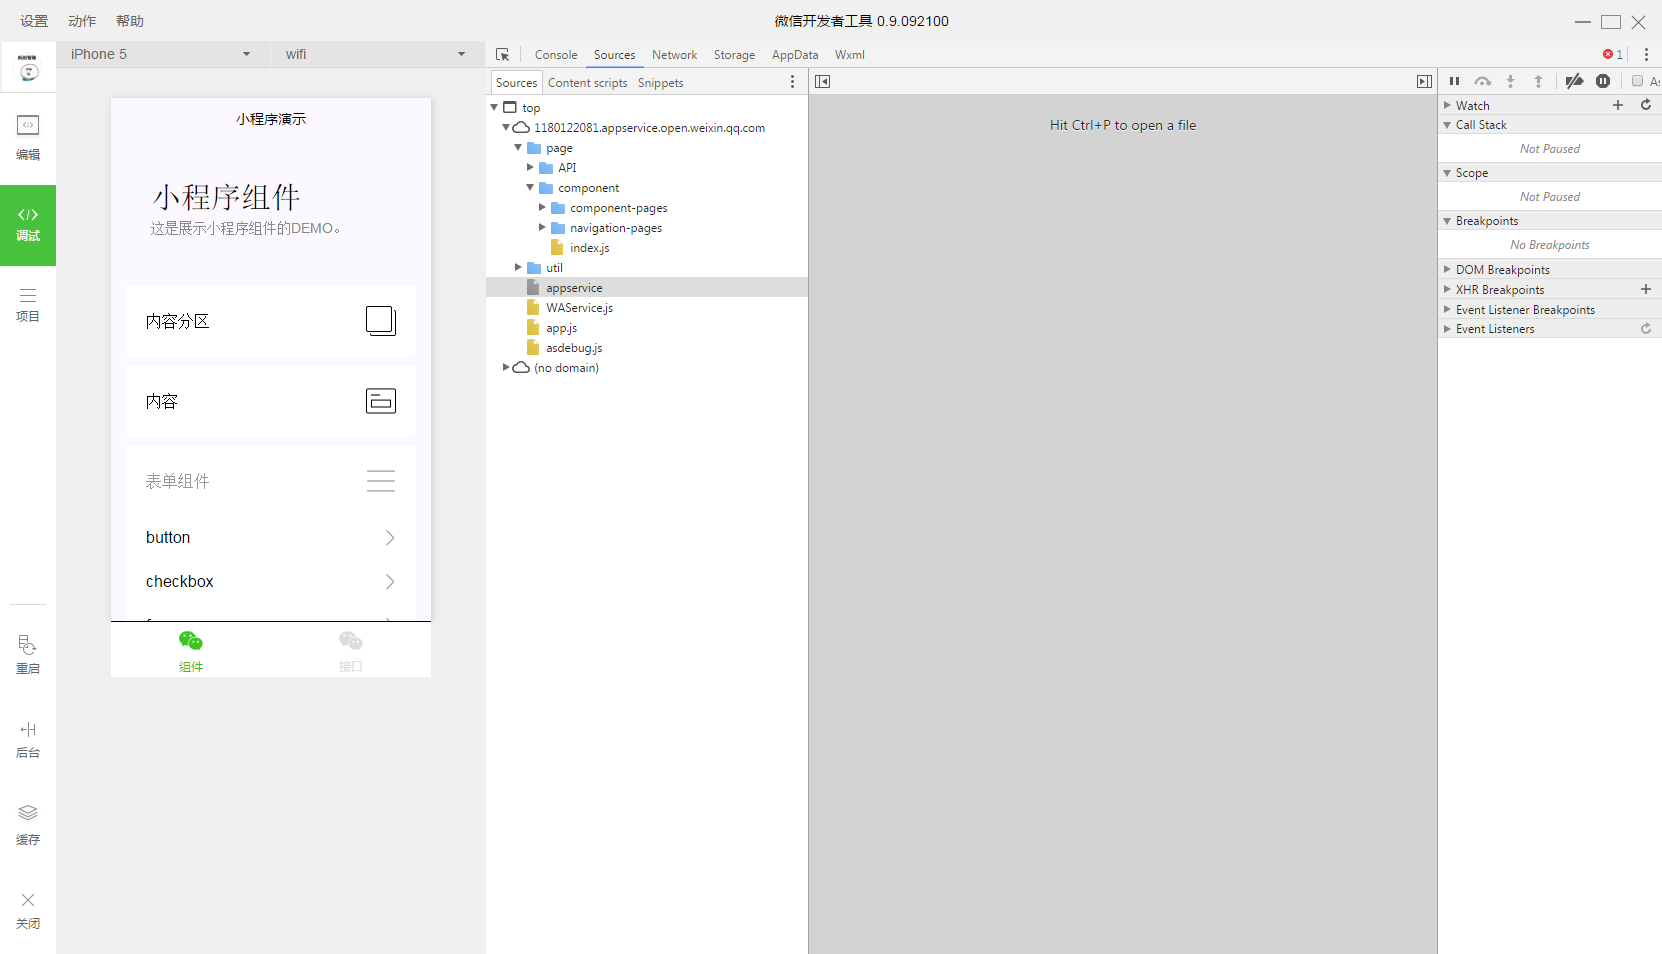 设置 动作 帮助
微信开发者工具 0.9.092100
编辑
调试
项目
重启
后台
缓存
关闭
iPhone 5
wifi
小程序演示
小程序组件
这是展示小程序组件的DEMO。
内容分区
内容
表单组件
button
checkbox
组件
接口
Console Sources Network Storage AppData Wxml
1
Sources Content scripts Snippets
top
1180122081.appservice.open.weixin.qq.com
page
API
component
component-pages
navigation-pages
index.js
util
appservice
WAService.js
app.js
asdebug.js
(no domain)
Hit Ctrl+P to open a file
Watch
Call Stack
Not Paused
Scope
Not Paused
Breakpoints
No Breakpoints
DOM Breakpoints
XHR Breakpoints
Event Listener Breakpoints
Event Listeners